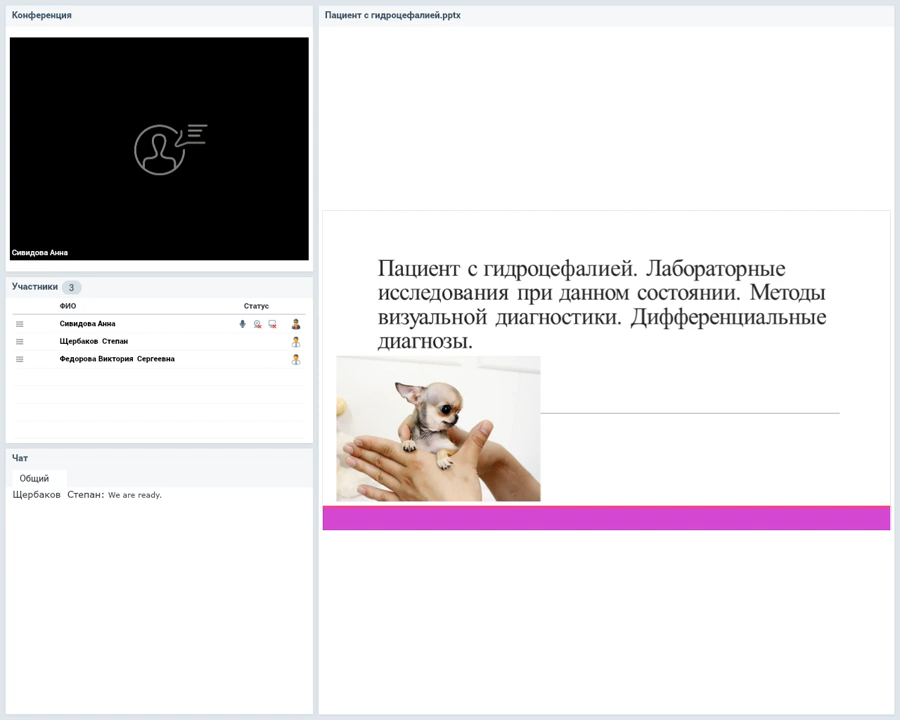 Конференция
Сивидова Анна
Участники 3
ФИО Статус
Сивидова Анна
Щербаков Степан
Федорова Виктория Сергеевна
Чат
Общий
Щербаков Степан: We are ready.
Пациент с гидроцефалией.pptx
Пациент с гидроцефалией. Лабораторные
исследования при данном состоянии. Методы
визуальной диагностики. Дифференциальные
диагнозы.